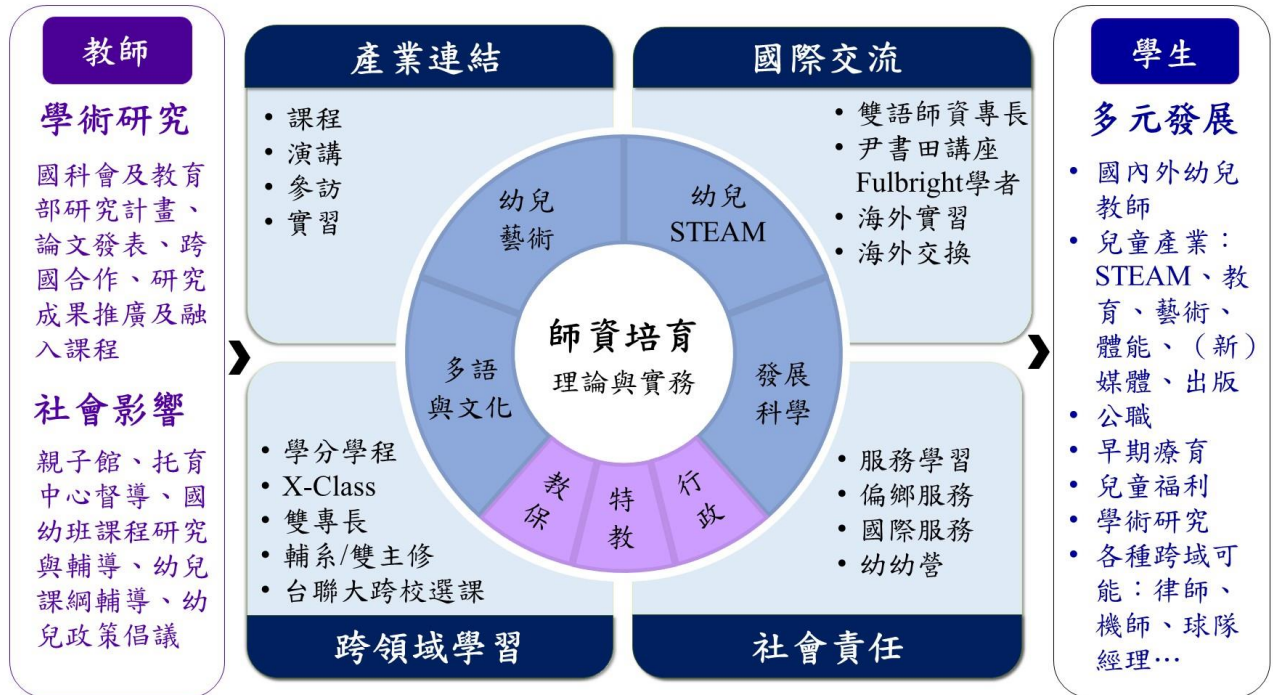 教師
學術研究
國科會及教育
部研究計畫、
論文發表、跨
國合作、研究
成果推廣及融
入課程
社會影響
親子館、托育
中心督導、國
幼班課程研究
與輔導、幼兒
課綱輔導、幼
兒政策倡議
產業連結
• 課程
• 演講
• 參訪
• 實習
國際交流
• 雙語師資專長
• 尹書田講座
Fulbright學者
• 海外實習
• 海外交換
幼兒
藝術
幼兒
STEAM
多語
與文化
師資培育
理論與實務
發展
科學
教保
特教
行政
• 學分學程
• X-Class
• 雙專長
• 輔系/雙主修
• 台聯大跨校選課
跨領域學習
• 服務學習
• 偏鄉服務
• 國際服務
• 幼幼營
社會責任
學生
多元發展
• 國內外幼兒
教師
• 兒童產業：
STEAM、教
育、藝術、
體能、（新）
媒體、出版
• 公職
• 早期療育
• 兒童福利
• 學術研究
• 各種跨域可
能：律師、
機師、球隊
經理…